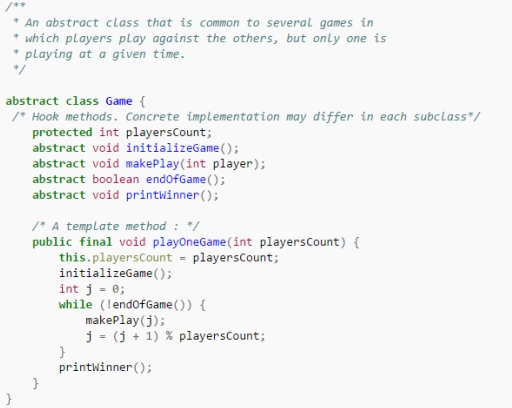 /**
 * An abstract class that is common to several games in
 * which players play against the others, but only one is
 * playing at a given time.
 */

abstract class Game {
 /* Hook methods. Concrete implementation may differ in each subclass*/
    protected int playersCount;
    abstract void initializeGame();
    abstract void makePlay(int player);
    abstract boolean endOfGame();
    abstract void printWinner();

    /* A template method : */
    public final void playOneGame(int playersCount) {
        this.playersCount = playersCount;
        initializeGame();
        int j = 0;
        while (!endOfGame()) {
            makePlay(j);
            j = (j + 1) % playersCount;
        }
        printWinner();
    }
}